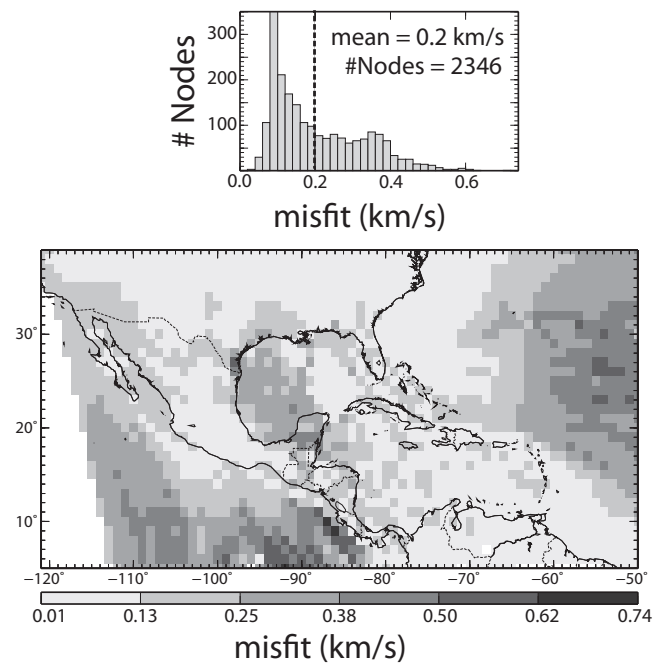 # Nodes
300
200
100
mean = 0.2 km/s
#Nodes = 2346
0.0 0.2 0.4 0.6
misfit (km/s)
30˚
20˚
10˚
−120˚ −110˚ −100˚ −90˚ −80˚ −70˚ −60˚ −50˚
0.01 0.13 0.25 0.38 0.50 0.62 0.74
misfit (km/s)